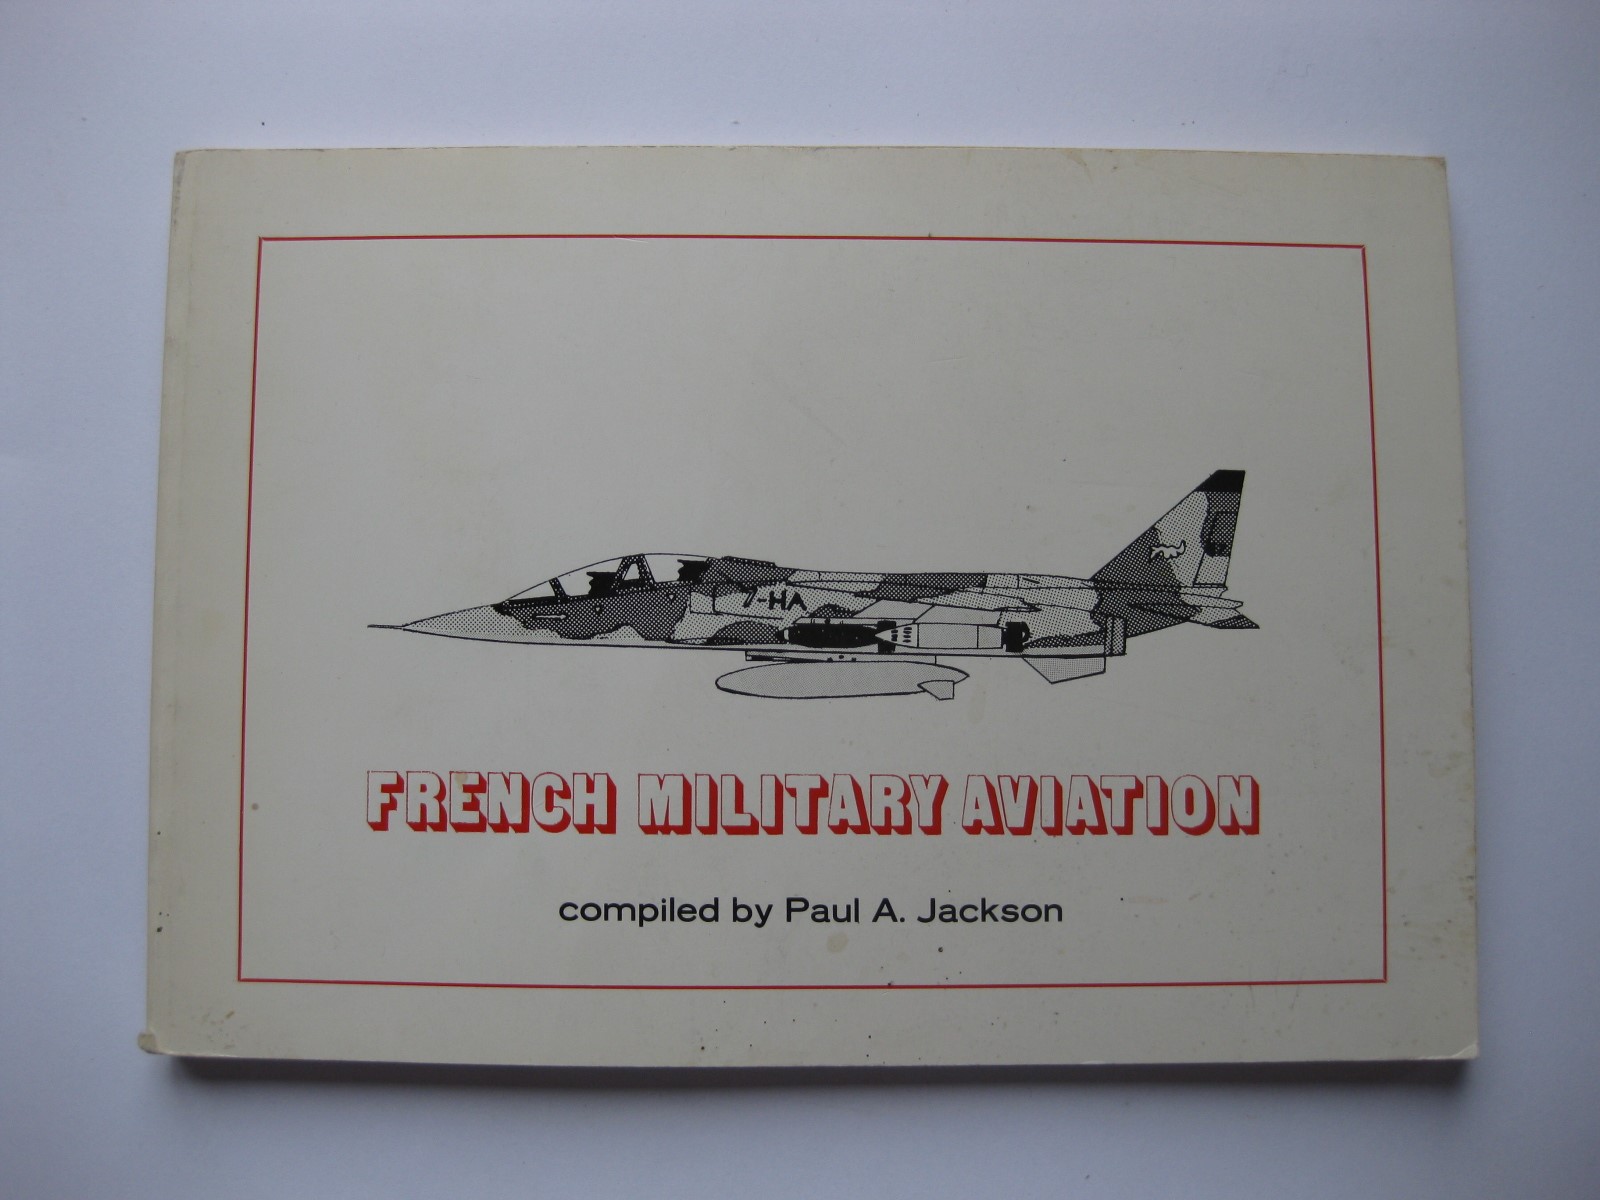 7-HA
FRENCH MILITARY AVIATION
compiled by Paul A. Jackson